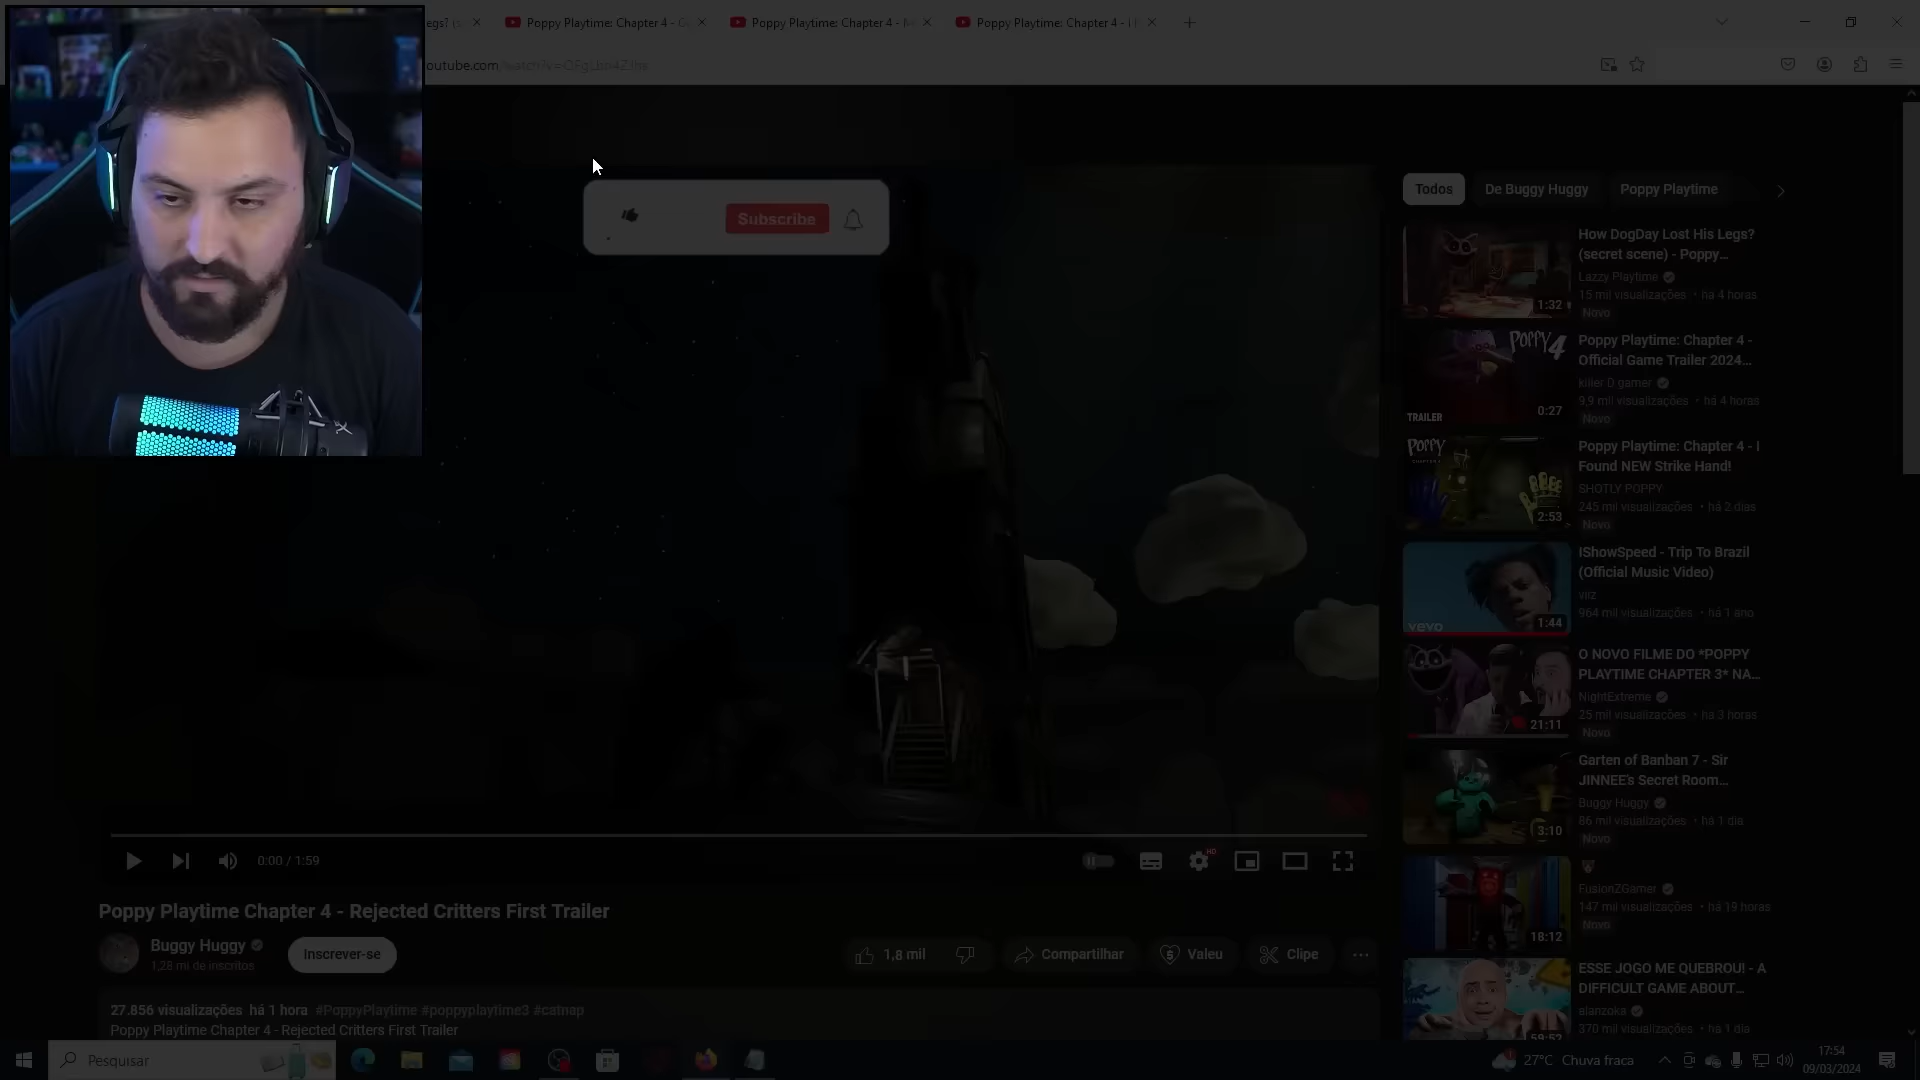 Poppy Playtime: Chapter 4 -
Poppy Playtime: Chapter 4 -
Poppy Playtime: Chapter 4 -
outube.com
Subscribe
Todos
De Buggy Huggy
Poppy Playtime
How DogDay Lost His Legs?
(secret scene) - Poppy...
Lazzy Playtime
15 mil visualizações • há 4 horas
Novo
1:32
Poppy Playtime: Chapter 4 -
Official Game Trailer 2024...
killer D gamer
9,9 mil visualizações • há 4 horas
Novo
POPPY 4
TRAILER
0:27
Poppy Playtime: Chapter 4 - I
Found NEW Strike Hand!
SHOTLY POPPY
245 mil visualizações • há 2 dias
Novo
POPPY
2:53
IShowSpeed - Trip To Brazil
(Official Music Video)
viiz
964 mil visualizações • há 1 ano
vevo
1:44
O NOVO FILME DO *POPPY
PLAYTIME CHAPTER 3* NA...
NightExtreme
25 mil visualizações • há 3 horas
Novo
21:11
Garten of Banban 7 - Sir
JINNEE's Secret Room...
Buggy Huggy
86 mil visualizações • há 1 dia
Novo
3:10
FusionZGamer
147 mil visualizações • há 19 horas
Novo
18:12
ESSE JOGO ME QUEBROU! - A
DIFFICULT GAME ABOUT...
alanzoka
370 mil visualizações • há 1 dia
59:52
0:00 / 1:59
HD
Poppy Playtime Chapter 4 - Rejected Critters First Trailer
Buggy Huggy
1,28 mi de inscritos
Inscrever-se
1,8 mil
Compartilhar
Valeu
Clipe
27.856 visualizações há 1 hora #PoppyPlaytime #poppyplaytime3 #catnap
Poppy Playtime Chapter 4 - Rejected Critters First Trailer
Pesquisar
27°C Chuva fraca
17:54
09/03/2024